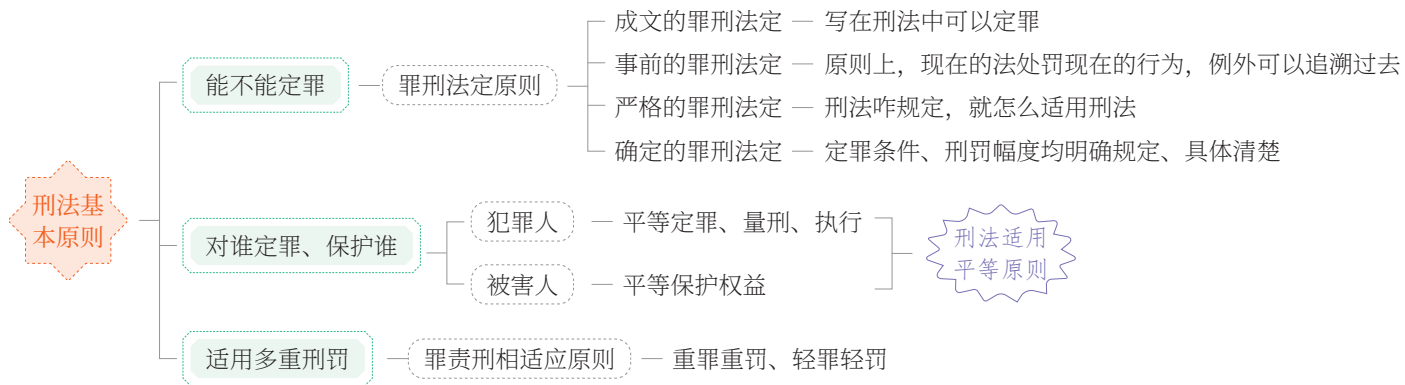 刑法基
本原则
能不能定罪
罪刑法定原则
成文的罪刑法定 — 写在刑法中可以定罪
事前的罪刑法定 — 原则上，现在的法处罚现在的行为，例外可以追溯过去
严格的罪刑法定 — 刑法咋规定，就怎么适用刑法
确定的罪刑法定 — 定罪条件、刑罚幅度均明确规定、具体清楚
对谁定罪、保护谁
犯罪人 — 平等定罪、量刑、执行
被害人 — 平等保护权益
刑法适用
平等原则
适用多重刑罚
罪责刑相适应原则 — 重罪重罚、轻罪轻罚